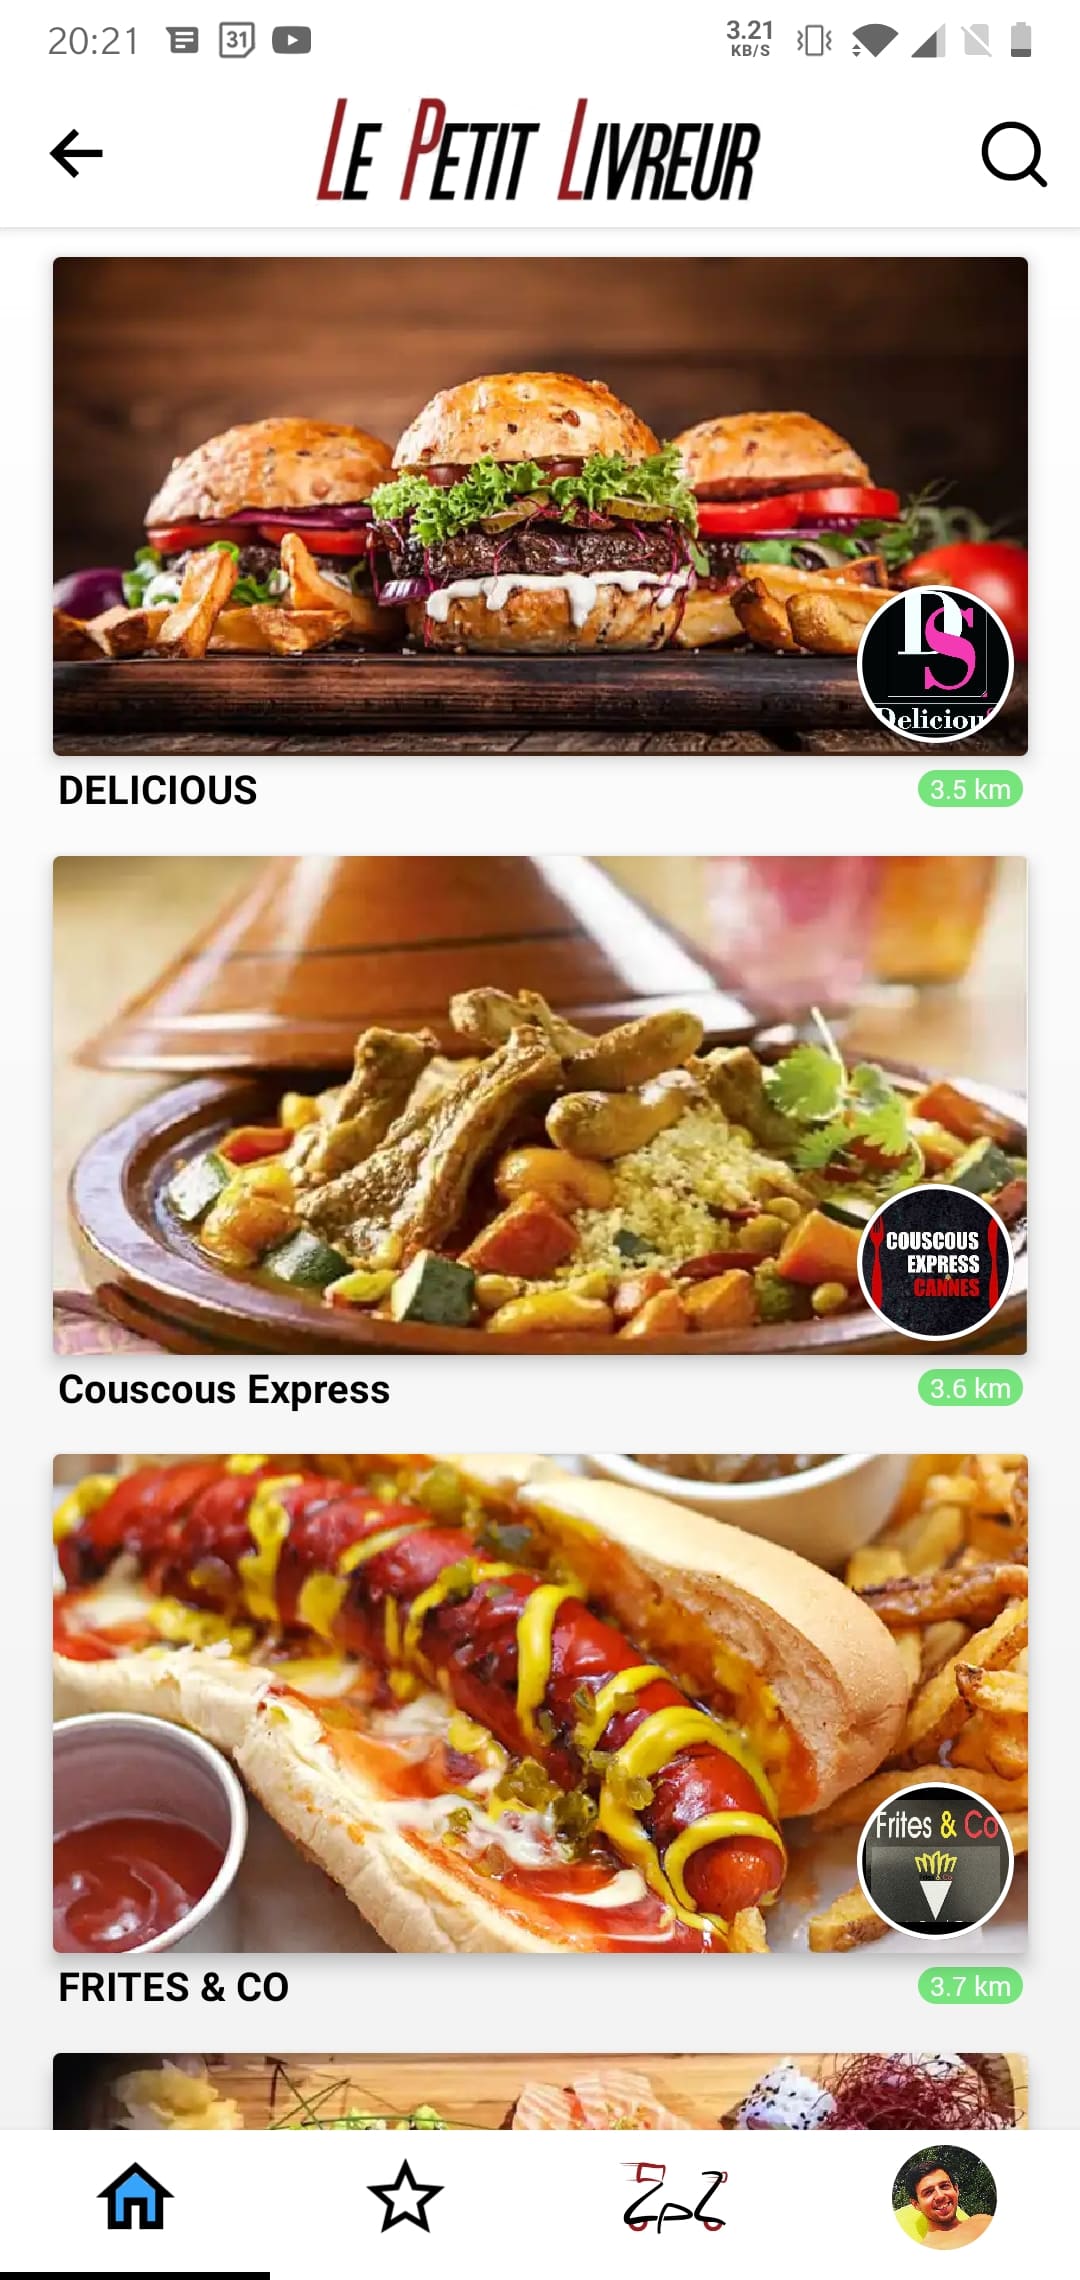 20:21
31
3.21
KB/S
LE PETIT LIVREUR
DS
Delicious
DELICIOUS
3.5 km
COUSCOUS
EXPRESS
CANNES
Couscous Express
3.6 km
Frites & Co
FRITES & CO
3.7 km